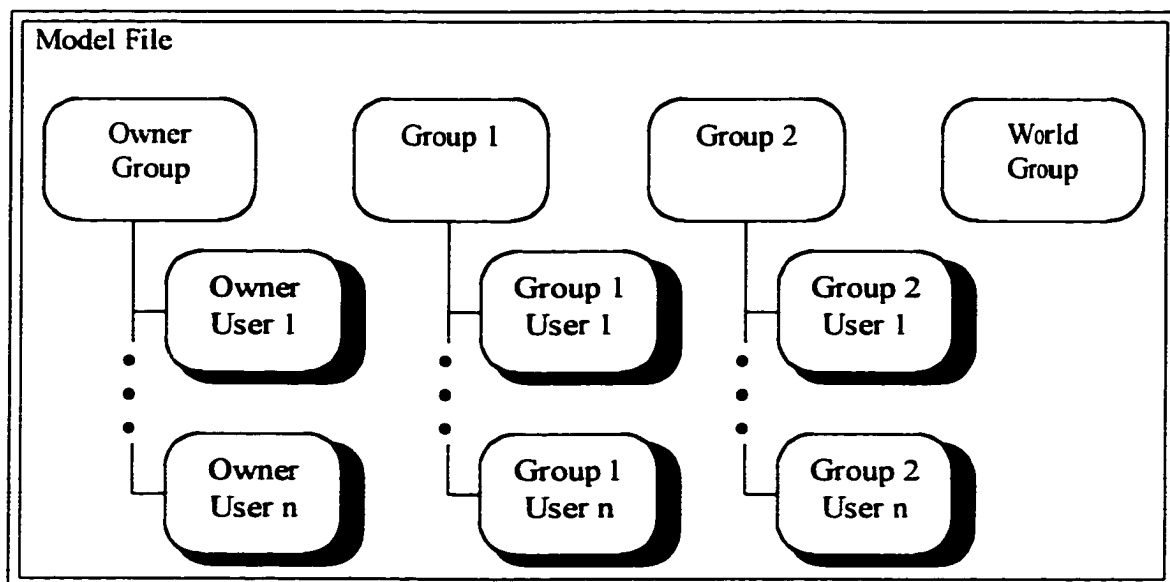 Model File
Owner
Group
Group 1
Group 2
World
Group
Owner
User 1
Group 1
User 1
Group 2
User 1
Owner
User n
Group 1
User n
Group 2
User n